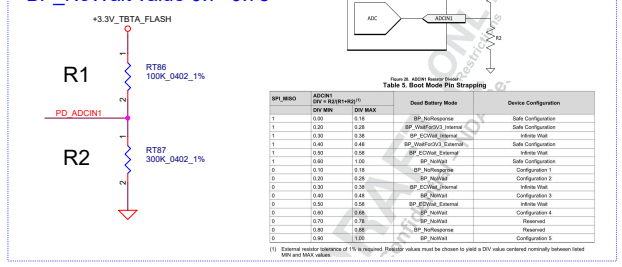 +3.3V_TBTA_FLASH
1
R1
RT86
100K_0402_1%
2
PD_ADCIN1
1
R2
RT87
300K_0402_1%
2
ADC
ADCIN1
R2
Figure 20. ADCIN1 Resistor Divider
Table 5. Boot Mode Pin Strapping
SPI_MISO ADCIN1 DIV = R2/(R1+R2)(1) Dead Battery Mode Device Configuration
DIV MIN DIV MAX
1 0.00 0.18 BP_NoResponse Safe Configuration
1 0.20 0.28 BP_WaitFor3V3_Internal Safe Configuration
1 0.30 0.38 BP_ECWait_Internal Infinite Wait
1 0.40 0.48 BP_WaitFor3V3_External Safe Configuration
1 0.50 0.58 BP_ECWait_External Infinite Wait
1 0.60 1.00 BP_NoWait Safe Configuration
0 0.10 0.18 BP_NoResponse Configuration 1
0 0.20 0.28 BP_NoWait Configuration 2
0 0.30 0.38 BP_ECWait_Internal Infinite Wait
0 0.40 0.48 BP_NoWait Configuration 3
0 0.50 0.58 BP_ECWait_External Infinite Wait
0 0.60 0.68 BP_NoWait Configuration 4
0 0.70 0.78 BP_NoWait Reserved
0 0.80 0.88 BP_NoResponse Reserved
0 0.90 1.00 BP_NoWait Configuration 5
(1) External resistor tolerance of 1% is required. Resistor values must be chosen to yield a DIV value centered nominally between listed
MIN and MAX values.